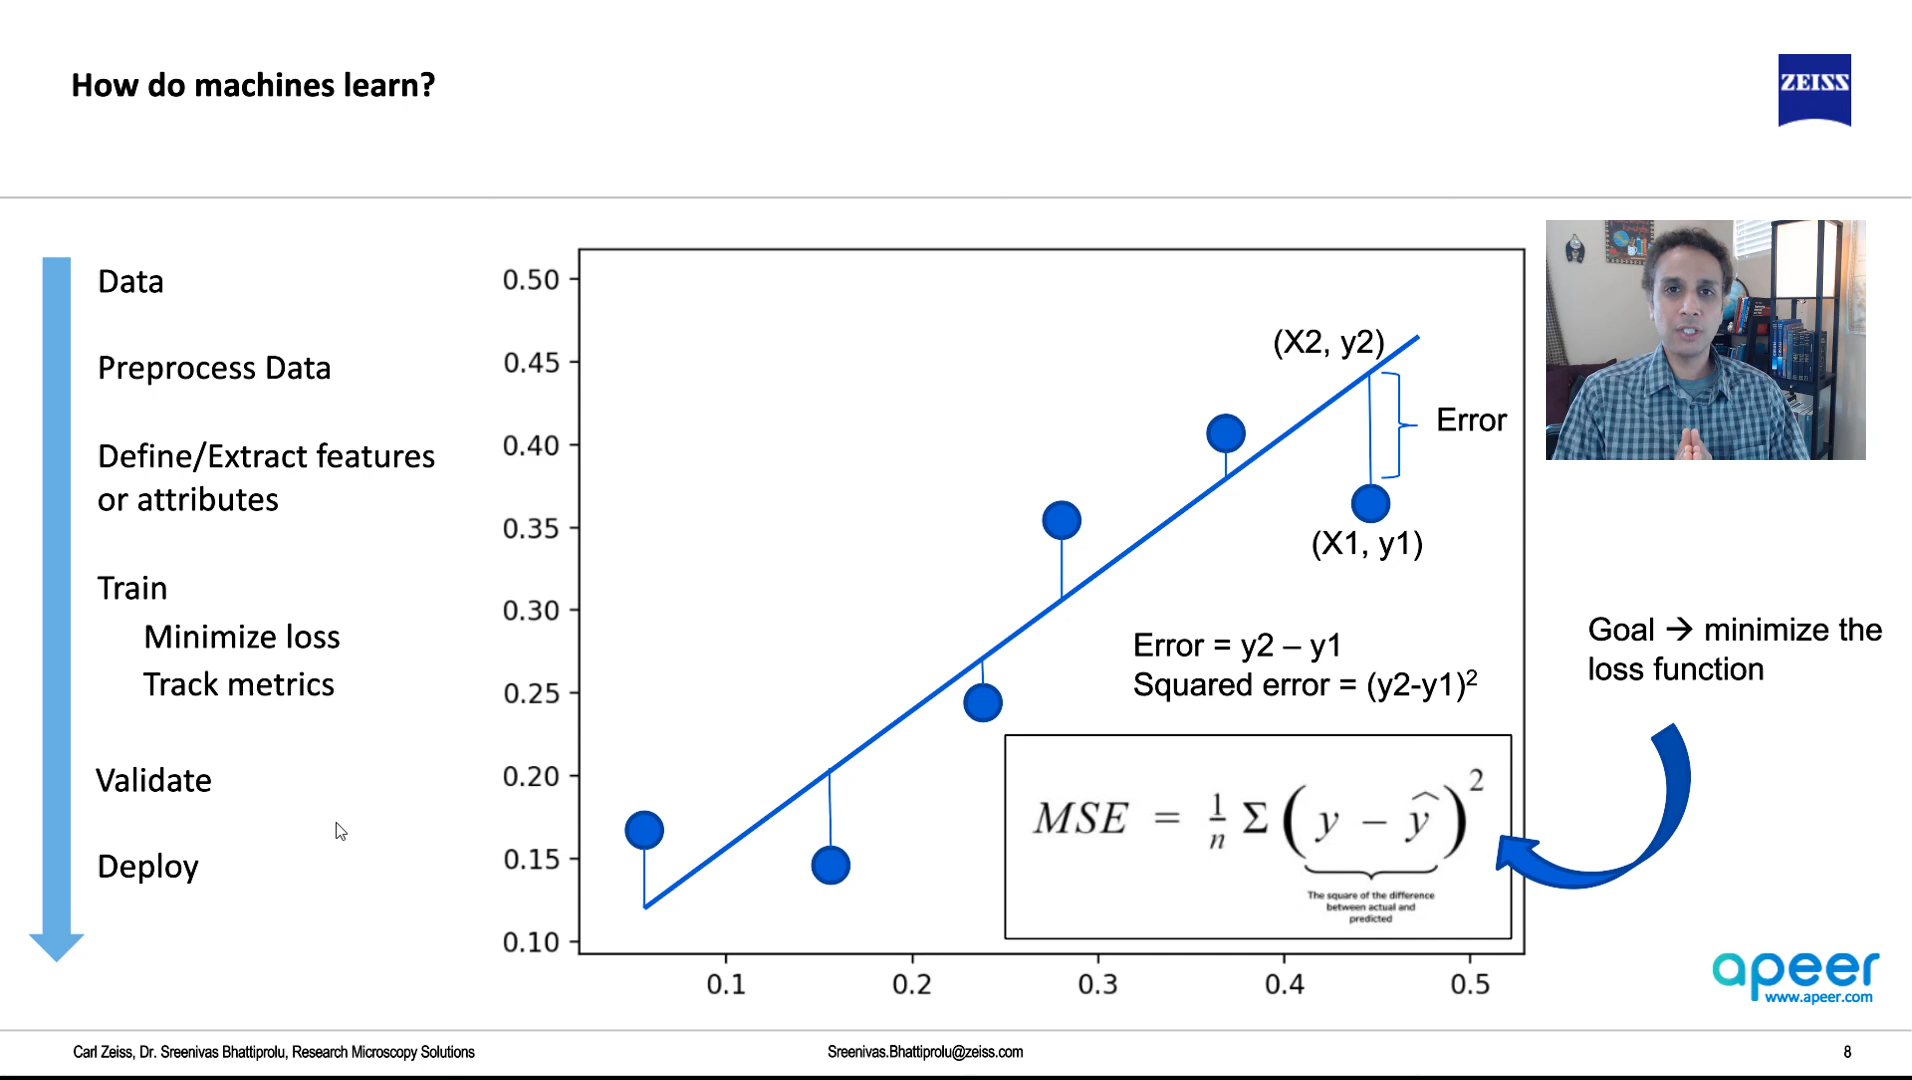 How do machines learn?
ZEISS
Data
Preprocess Data
Define/Extract features
or attributes
Train
Minimize loss
Track metrics
Validate
Deploy
0.50
0.45
0.40
0.35
0.30
0.25
0.20
0.15
0.10
0.1
0.2
0.3
0.4
0.5
(X2, y2)
Error
(X1, y1)
Error = y2 – y1
Squared error = (y2-y1)²
MSE = 1/n Σ (y − ŷ)²
The square of the difference
between actual and
predicted
Goal → minimize the
loss function
apeer
www.apeer.com
Carl Zeiss, Dr. Sreenivas Bhattiprolu, Research Microscopy Solutions
Sreenivas.Bhattiprolu@zeiss.com
8